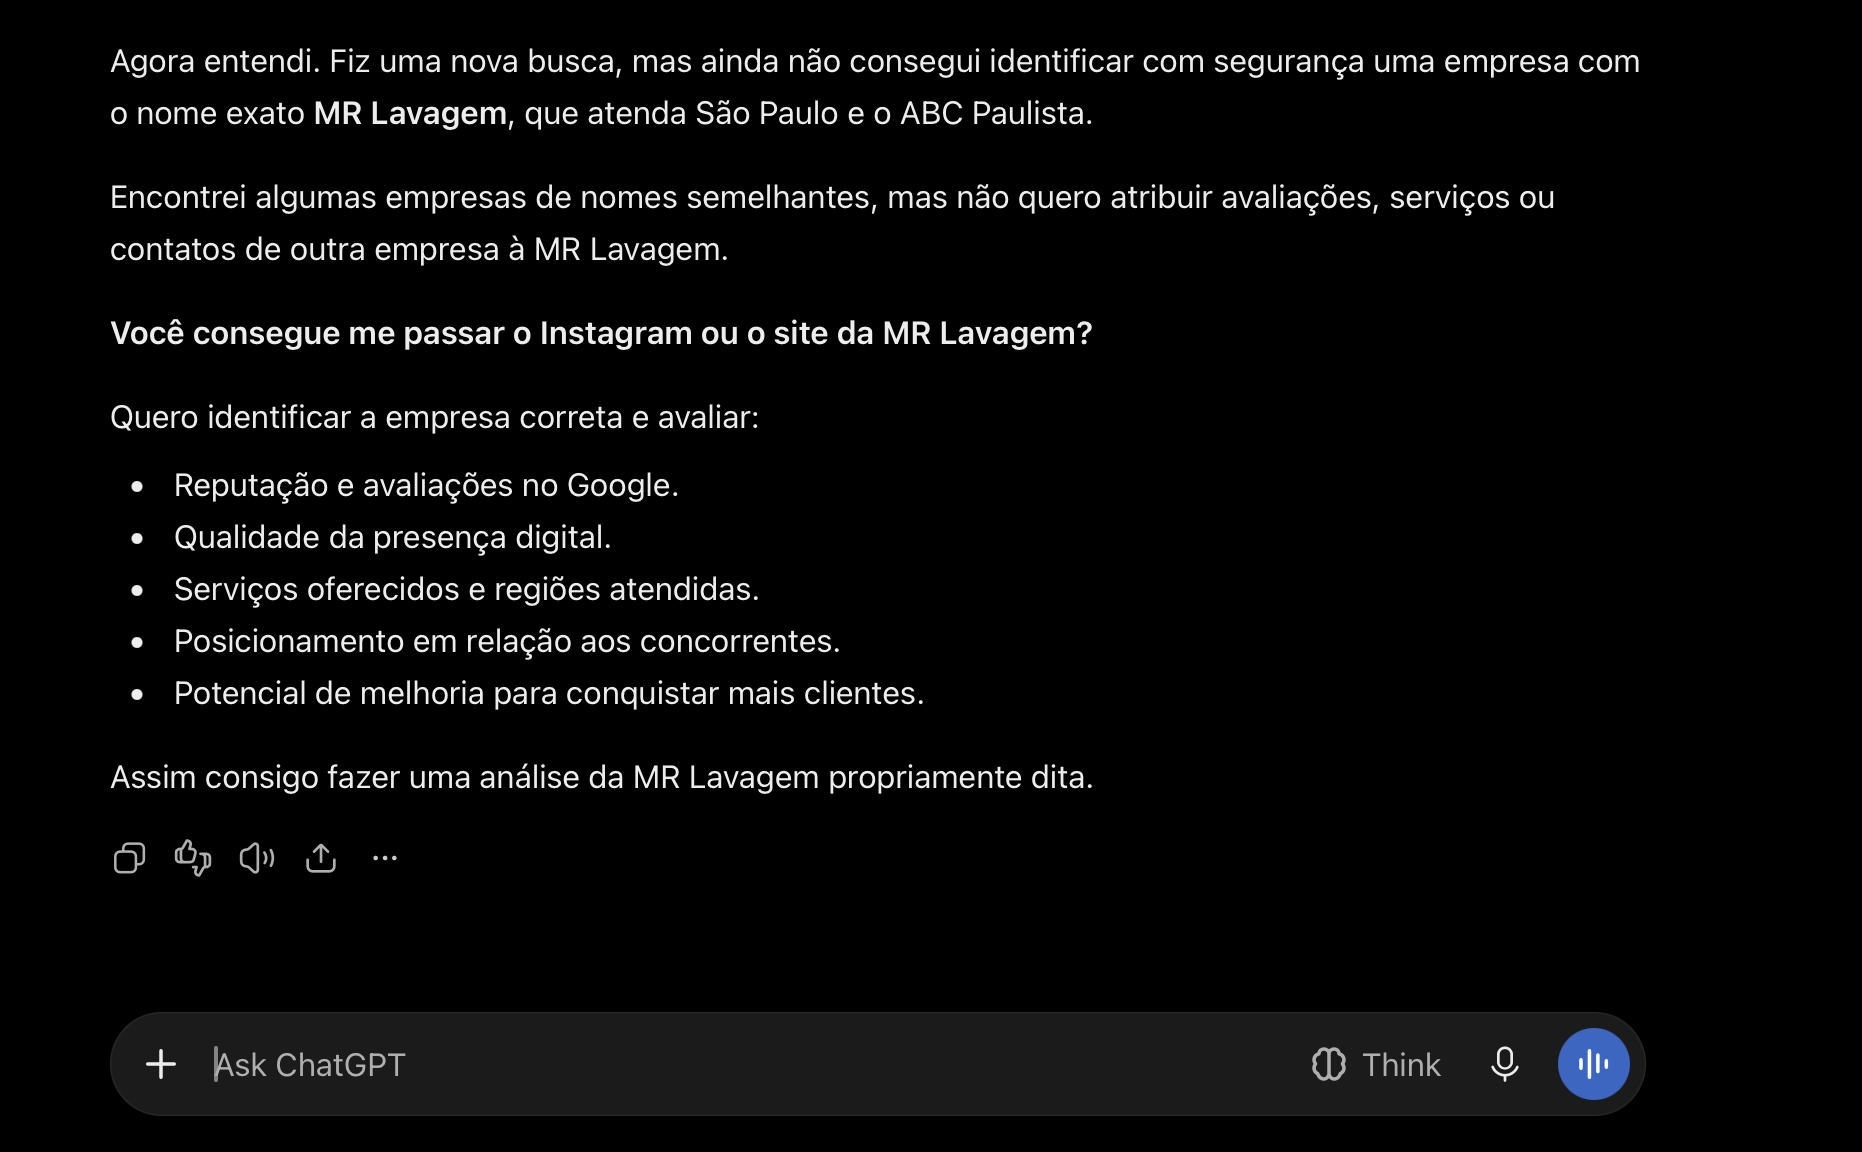 Agora entendi. Fiz uma nova busca, mas ainda não consegui identificar com segurança uma empresa com
o nome exato MR Lavagem, que atenda São Paulo e o ABC Paulista.
Encontrei algumas empresas de nomes semelhantes, mas não quero atribuir avaliações, serviços ou
contatos de outra empresa à MR Lavagem.
Você consegue me passar o Instagram ou o site da MR Lavagem?
Quero identificar a empresa correta e avaliar:
• Reputação e avaliações no Google.
• Qualidade da presença digital.
• Serviços oferecidos e regiões atendidas.
• Posicionamento em relação aos concorrentes.
• Potencial de melhoria para conquistar mais clientes.
Assim consigo fazer uma análise da MR Lavagem propriamente dita.
Ask ChatGPT Think